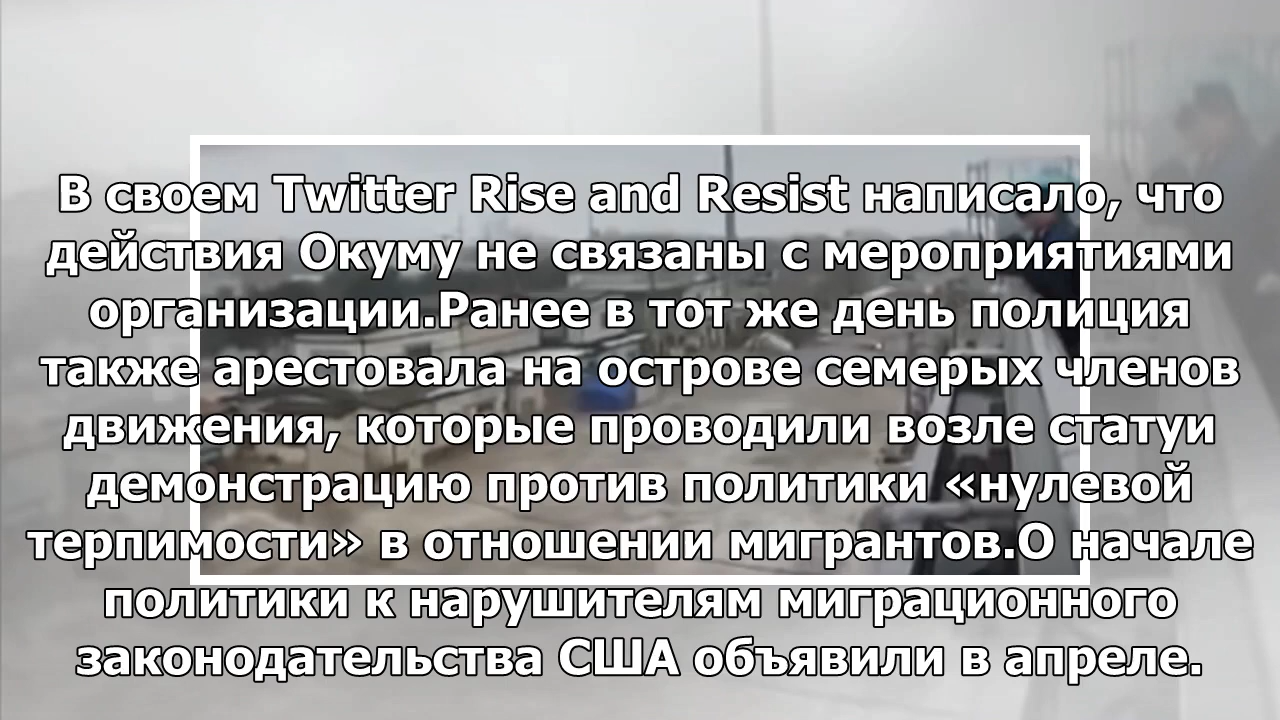 В своем Twitter Rise and Resist написало, что
действия Окуму не связаны с мероприятиями
организации.Ранее в тот же день полиция
также арестовала на острове семерых членов
движения, которые проводили возле статуи
демонстрацию против политики «нулевой
терпимости» в отношении мигрантов.О начале
политики к нарушителям миграционного
законодательства США объявили в апреле.